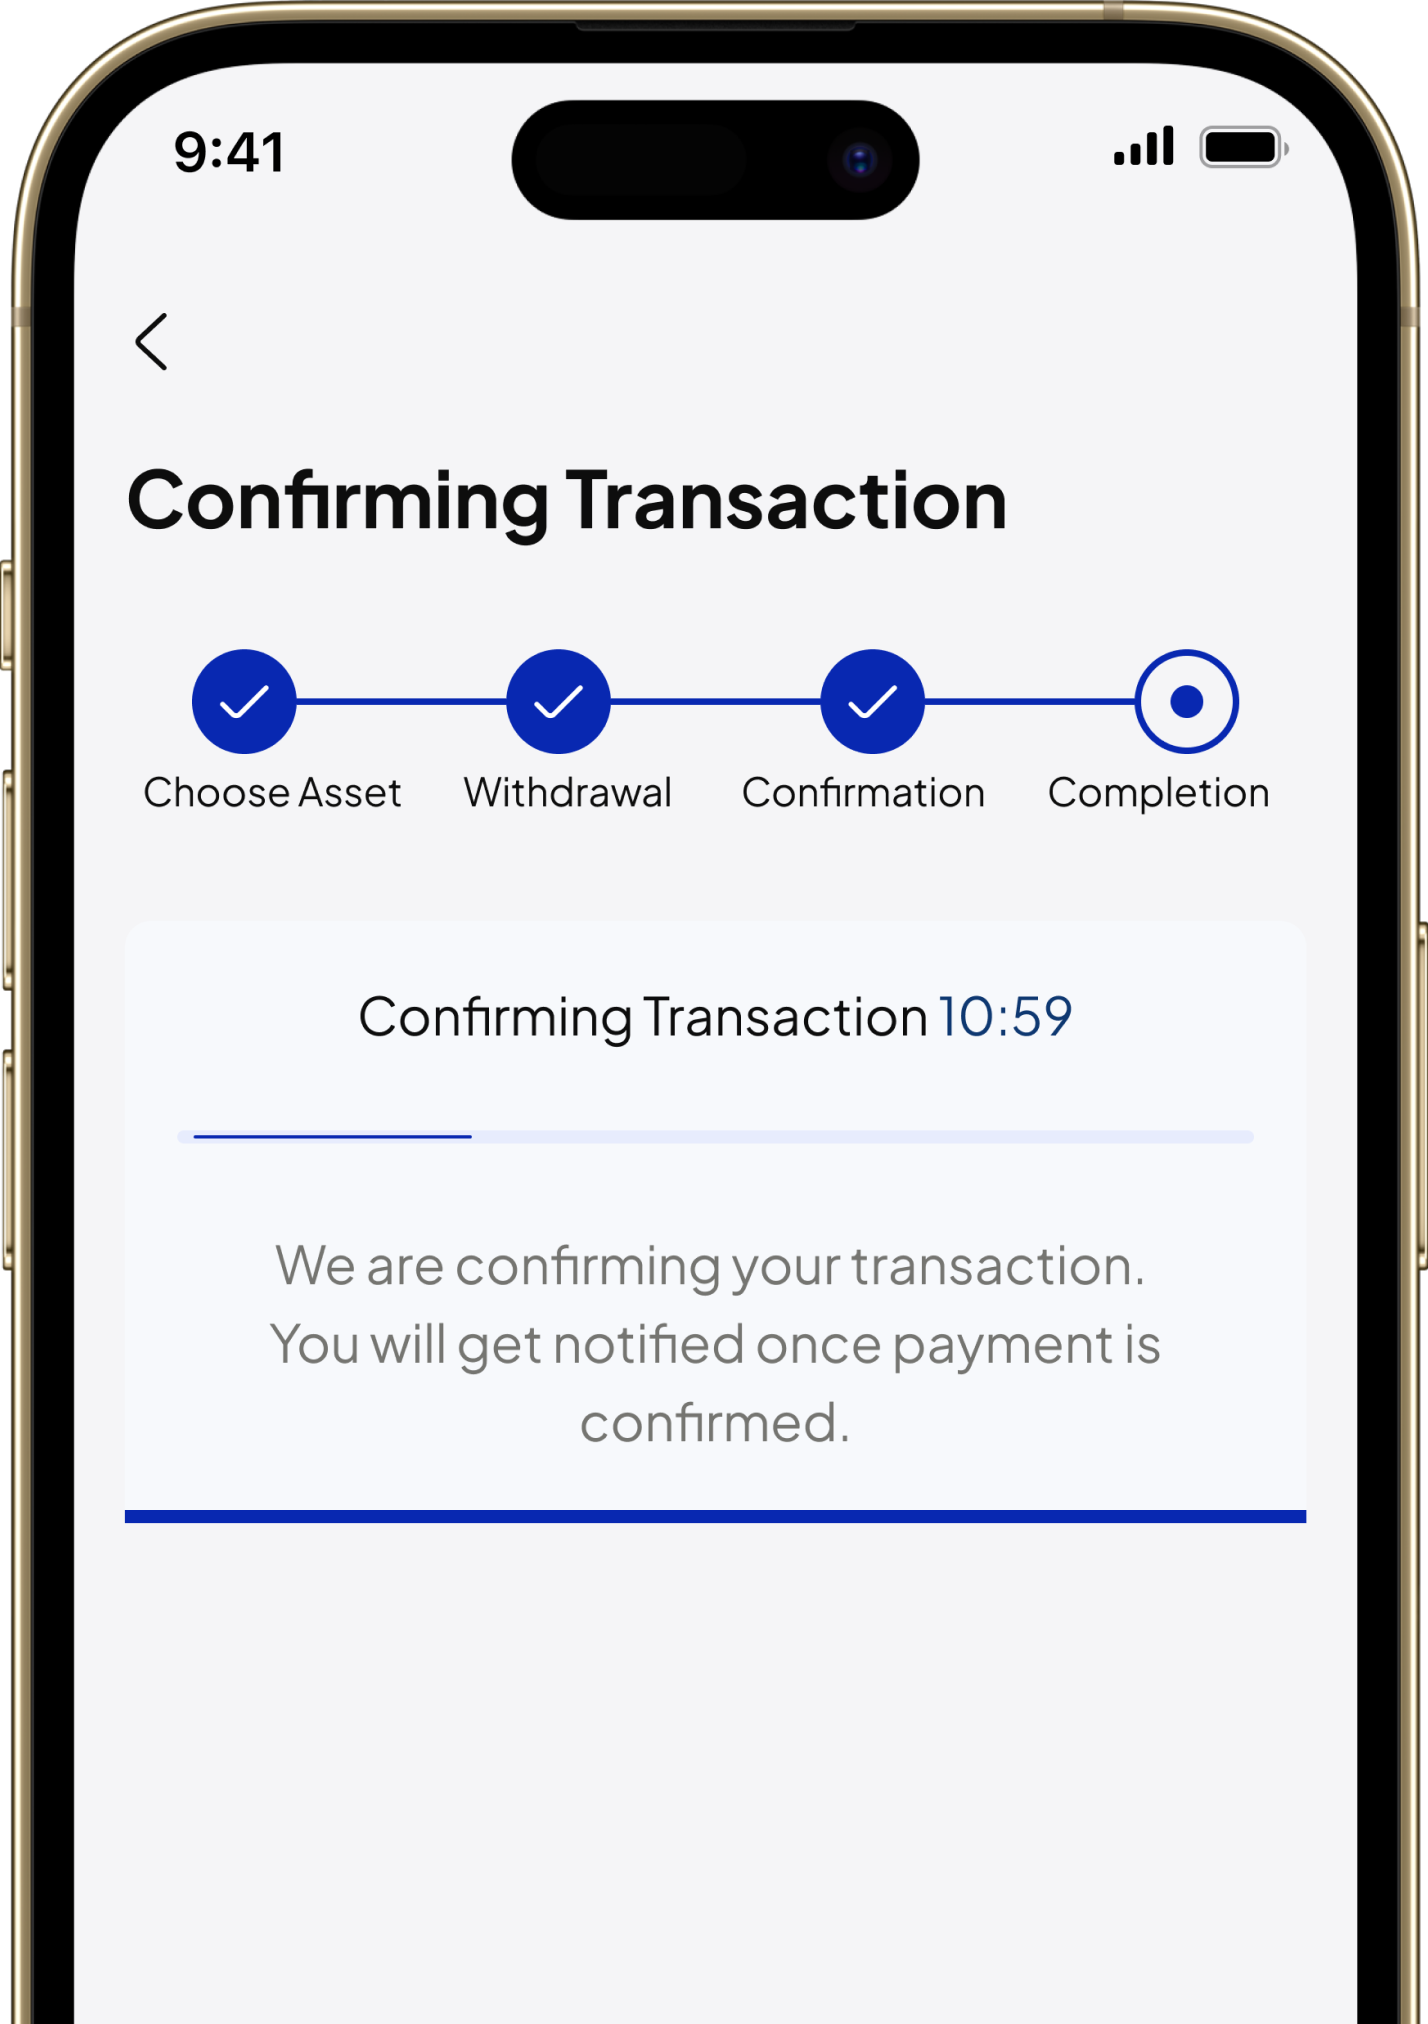 9:41
Confirming Transaction
Choose Asset Withdrawal Confirmation Completion
Confirming Transaction 10:59
We are confirming your transaction.
You will get notified once payment is
confirmed.